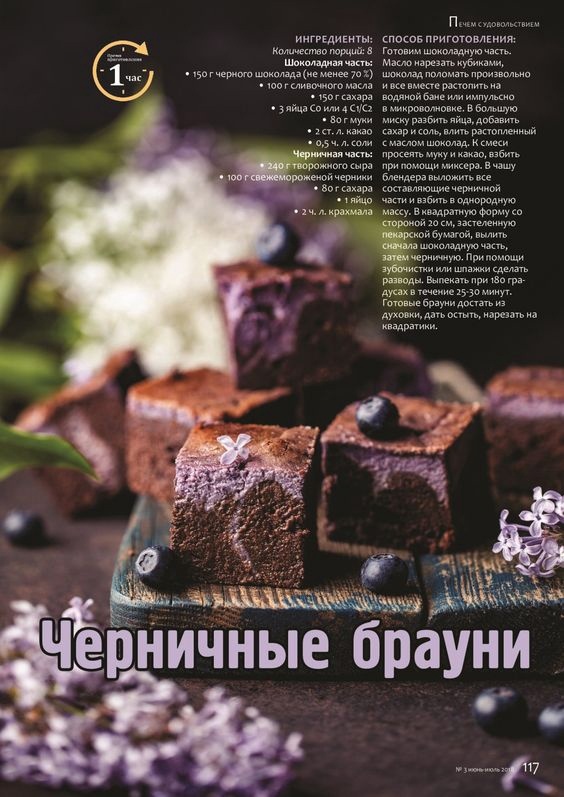 Печем с удовольствием
Время
приготовления
1
час
ИНГРЕДИЕНТЫ:
Количество порций: 8
Шоколадная часть:
• 150 г черного шоколада (не менее 70 %)
• 100 г сливочного масла
• 150 г сахара
• 3 яйца С0 или 4 С1/С2
• 80 г муки
• 2 ст. л. какао
• 0,5 ч. л. соли
Черничная часть:
• 240 г творожного сыра
• 100 г свежемороженой черники
• 80 г сахара
• 1 яйцо
• 2 ч. л. крахмала
СПОСОБ ПРИГОТОВЛЕНИЯ:
Готовим шоколадную часть.
Масло нарезать кубиками,
шоколад поломать произвольно
и все вместе растопить на
водяной бане или импульсно
в микроволновке. В большую
миску разбить яйца, добавить
сахар и соль, влить растопленный
с маслом шоколад. К смеси
просеять муку и какао, взбить
при помощи миксера. В чашу
блендера выложить все
составляющие черничной
части и взбить в однородную
массу. В квадратную форму со
стороной 20 см, застеленную
пекарской бумагой, вылить
сначала шоколадную часть,
затем черничную. При помощи
зубочистки или шпажки сделать
разводы. Выпекать при 180 гра-
дусах в течение 25-30 минут.
Готовые брауни достать из
духовки, дать остыть, нарезать на
квадратики.
Черничные брауни
№ 3 июнь-июль 2018 117